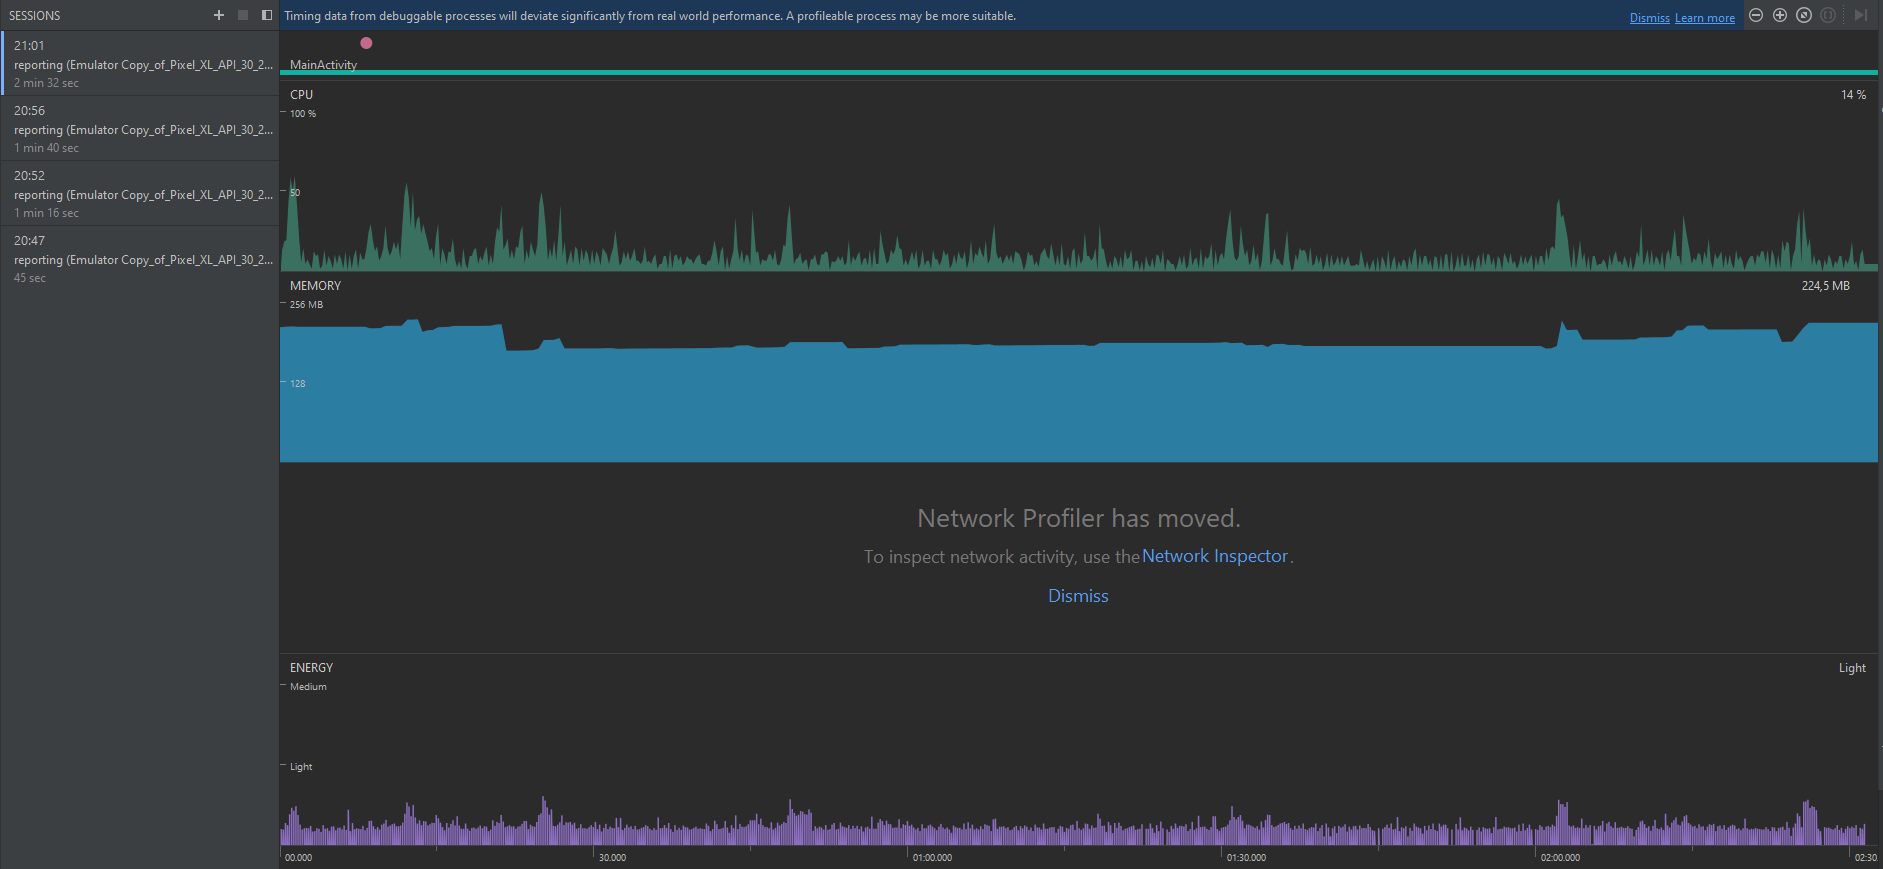 SESSIONS
Timing data from debuggable processes will deviate significantly from real world performance. A profileable process may be more suitable.
Dismiss Learn more
21:01
reporting (Emulator Copy_of_Pixel_XL_API_30_2...
2 min 32 sec
20:56
reporting (Emulator Copy_of_Pixel_XL_API_30_2...
1 min 40 sec
20:52
reporting (Emulator Copy_of_Pixel_XL_API_30_2...
1 min 16 sec
20:47
reporting (Emulator Copy_of_Pixel_XL_API_30_2...
45 sec
MainActivity
CPU
14 %
100 %
50
MEMORY
224,5 MB
256 MB
128
Network Profiler has moved.
To inspect network activity, use the Network Inspector.
Dismiss
ENERGY
Light
Medium
Light
00.000
30.000
01:00.000
01:30.000
02:00.000
02:30